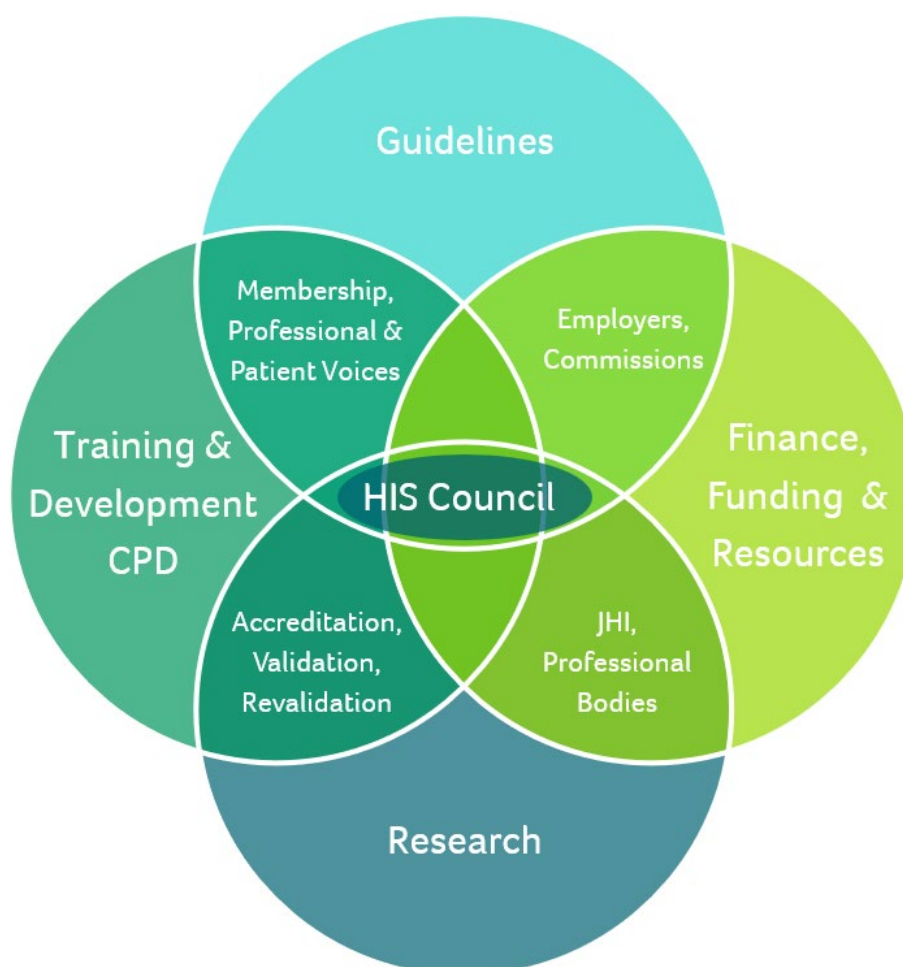 Guidelines
Membership,
Professional &
Patient Voices
Employers,
Commissions
Training &
Development
CPD
HIS Council
Finance,
Funding &
Resources
Accreditation,
Validation,
Revalidation
JHI,
Professional
Bodies
Research